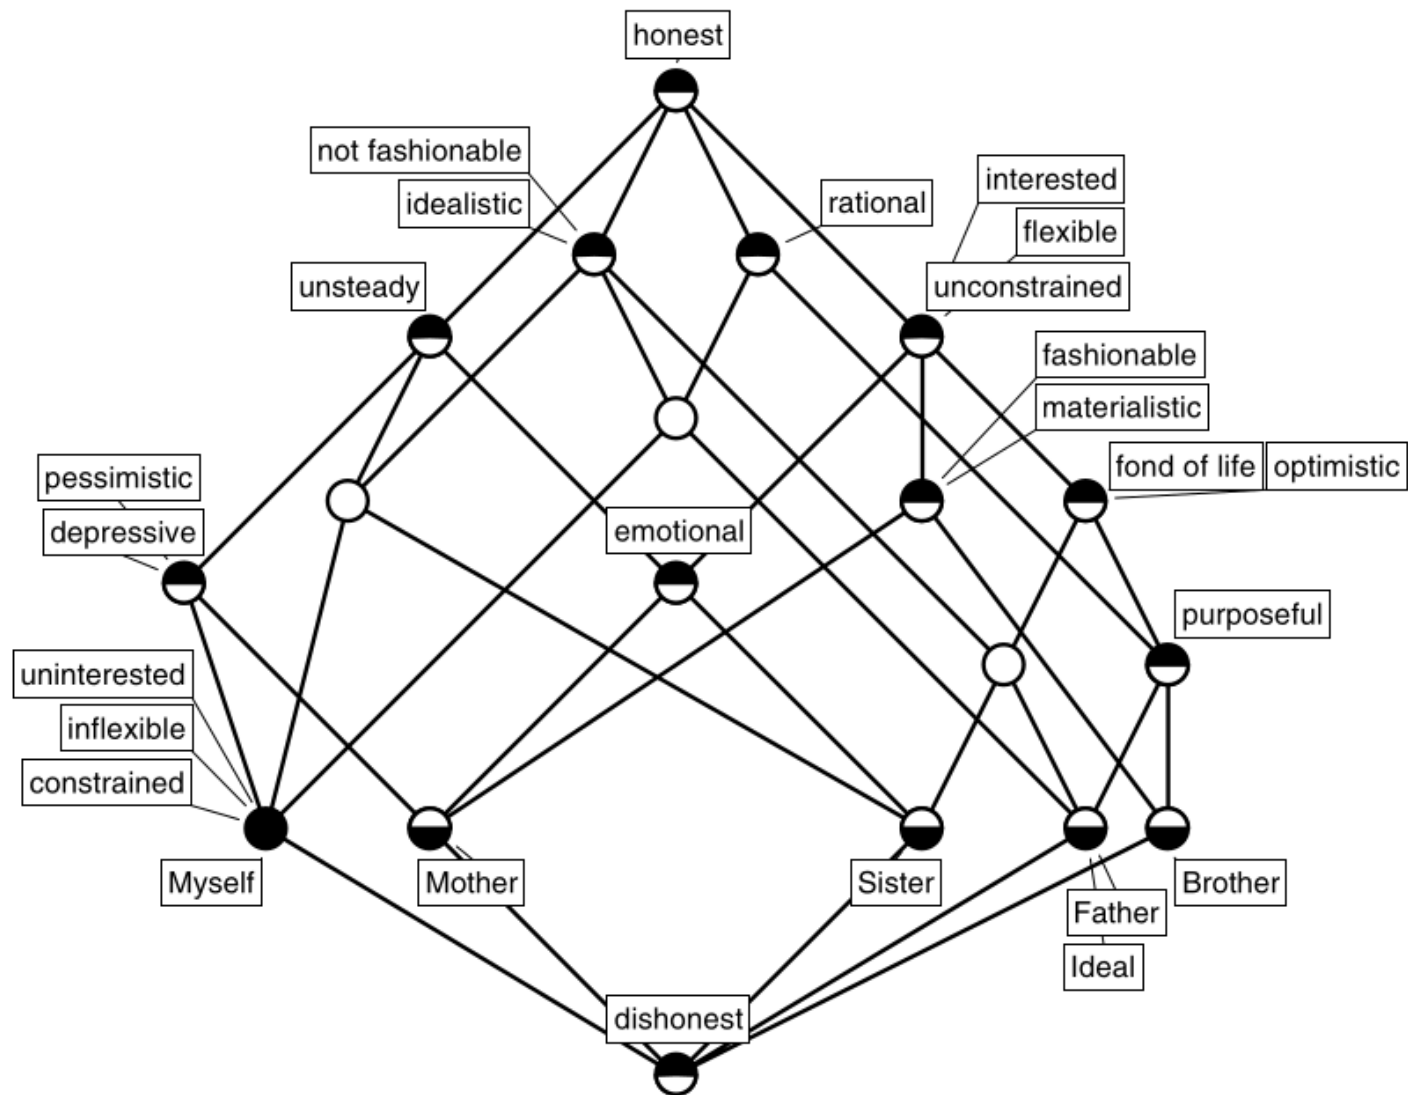 honest
not fashionable
interested
idealistic
rational
flexible
unsteady
unconstrained
fashionable
materialistic
fond of life
optimistic
pessimistic
depressive
emotional
purposeful
uninterested
inflexible
constrained
Myself
Mother
Sister
Brother
Father
Ideal
dishonest